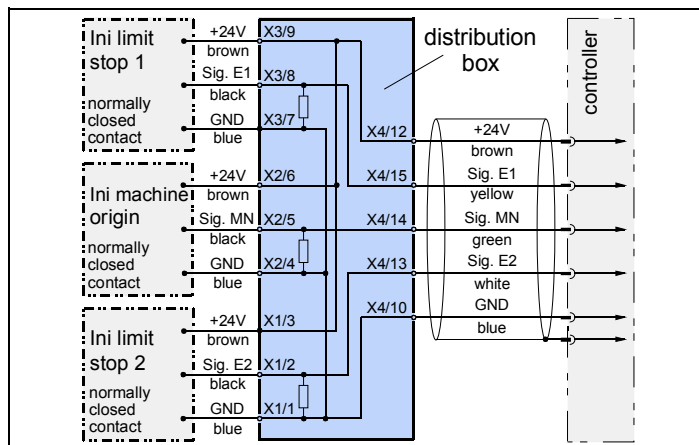 Ini limit
stop 1
normally
closed
contact
+24V
brown
Sig. E1
black
GND
blue
X3/9
X3/8
X3/7
Ini machine
origin
normally
closed
contact
+24V
brown
Sig. MN
black
GND
blue
X2/6
X2/5
X2/4
Ini limit
stop 2
normally
closed
contact
+24V
brown
Sig. E2
black
GND
blue
X1/3
X1/2
X1/1
distribution
box
X4/12
X4/15
X4/14
X4/13
X4/10
+24V
brown
Sig. E1
yellow
Sig. MN
green
Sig. E2
white
GND
blue
controller